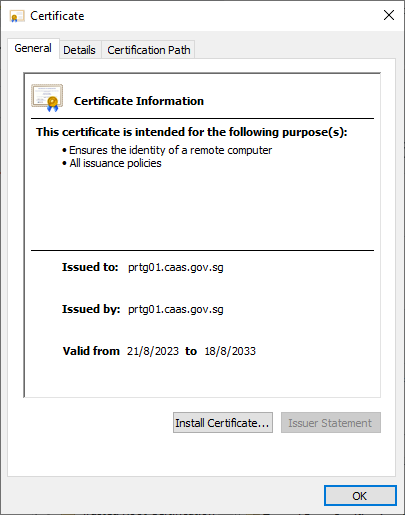 Certificate
General
Details
Certification Path
Certificate Information
This certificate is intended for the following purpose(s):
• Ensures the identity of a remote computer
• All issuance policies
Issued to: prtg01.caas.gov.sg
Issued by: prtg01.caas.gov.sg
Valid from 21/8/2023 to 18/8/2033
Install Certificate...
Issuer Statement
OK